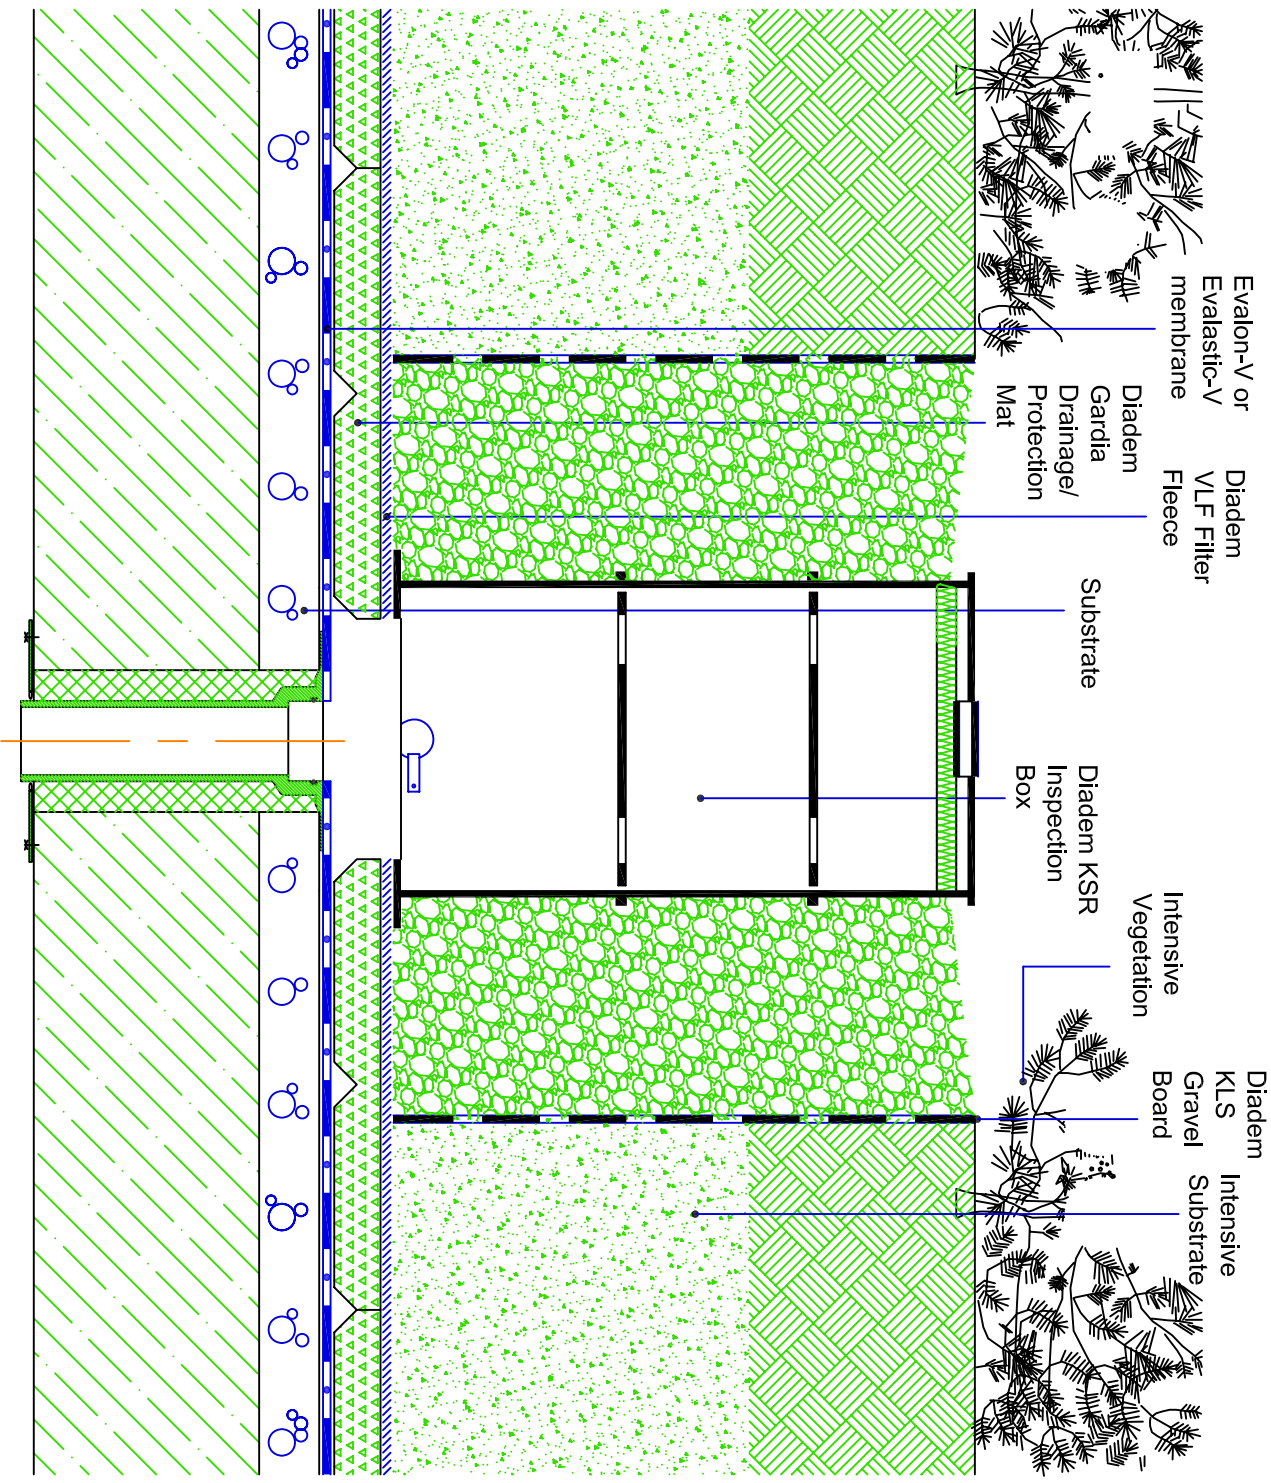 Evalon-V or
Evalastic-V
membrane
Diadem
Gardia
Drainage/
Protection
Mat
Diadem
VLF Filter
Fleece
Substrate
Diadem KSR
Inspection
Box
Intensive
Vegetation
Diadem
KLS
Gravel
Board
Intensive
Substrate